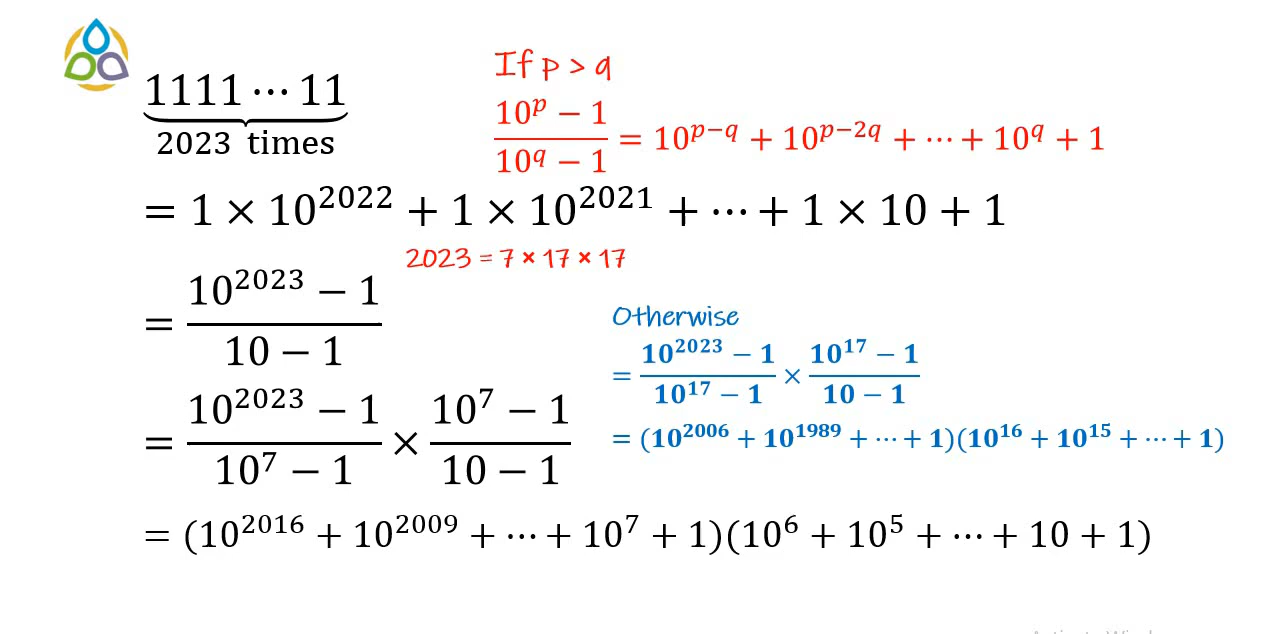 1111 ⋯ 11
2023 times
If p > q
(10^p − 1)/(10^q − 1) = 10^{p−q} + 10^{p−2q} + ⋯ + 10^q + 1
= 1 × 10^{2022} + 1 × 10^{2021} + ⋯ + 1 × 10 + 1
2023 = 7 × 17 × 17
= (10^{2023} − 1)/(10 − 1)
= (10^{2023} − 1)/(10^7 − 1) × (10^7 − 1)/(10 − 1)
Otherwise
= (10^{2023} − 1)/(10^{17} − 1) × (10^{17} − 1)/(10 − 1)
= (10^{2006} + 10^{1989} + ⋯ + 1)(10^{16} + 10^{15} + ⋯ + 1)
= (10^{2016} + 10^{2009} + ⋯ + 10^7 + 1)(10^6 + 10^5 + ⋯ + 10 + 1)